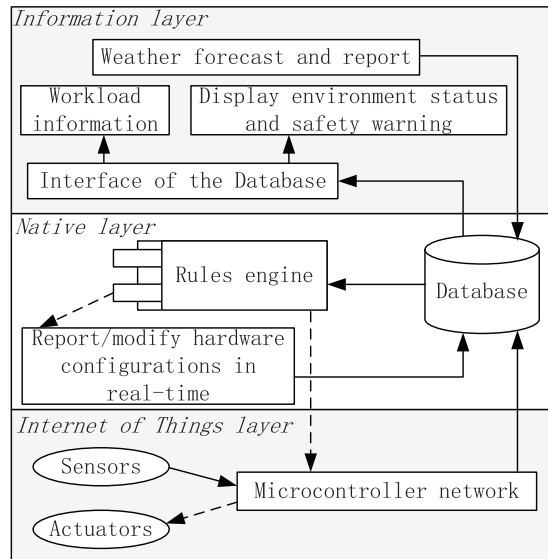 Information layer
Weather forecast and report
Workload
information
Display environment status
and safety warning
Interface of the Database
Native layer
Rules engine
Database
Report/modify hardware
configurations in
real-time
Internet of Things layer
Sensors
Microcontroller network
Actuators